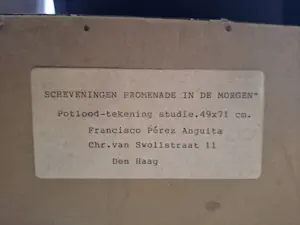 SCHEVENINGEN PROMENADE IN DE MORGEN"
Potlood-tekening studie.49x71 cm.
Francisco Pérez Anguita
Chr.van Swollstraat 11
Den Haag